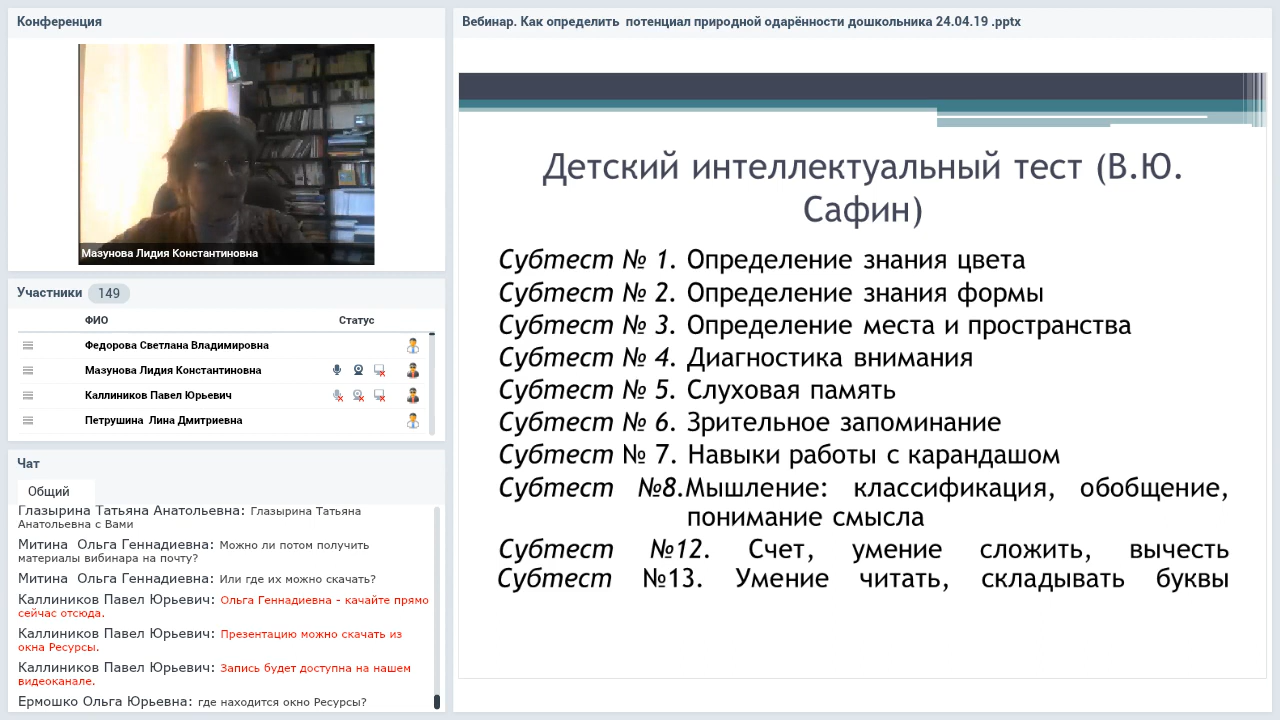 Конференция
Мазунова Лидия Константиновна
Участники 149
ФИО Статус
Федорова Светлана Владимировна
Мазунова Лидия Константиновна
Каллиников Павел Юрьевич
Петрушина Лина Дмитриевна
Чат
Общий
Глазырина Татьяна Анатольевна: Глазырина Татьяна
Анатольевна с Вами
Митина Ольга Геннадиевна: Можно ли потом получить
материалы вибинара на почту?
Митина Ольга Геннадиевна: Или где их можно скачать?
Каллиников Павел Юрьевич: Ольга Геннадиевна - качайте прямо
сейчас отсюда.
Каллиников Павел Юрьевич: Презентацию можно скачать из
окна Ресурсы.
Каллиников Павел Юрьевич: Запись будет доступна на нашем
видеоканале.
Ермошко Ольга Юрьевна: где находится окно Ресурсы?
Вебинар. Как определить потенциал природной одарённости дошкольника 24.04.19 .pptx
Детский интеллектуальный тест (В.Ю.
Сафин)
Субтест № 1. Определение знания цвета
Субтест № 2. Определение знания формы
Субтест № 3. Определение места и пространства
Субтест № 4. Диагностика внимания
Субтест № 5. Слуховая память
Субтест № 6. Зрительное запоминание
Субтест № 7. Навыки работы с карандашом
Субтест №8.Мышление: классификация, обобщение,
понимание смысла
Субтест №12. Счет, умение сложить, вычесть
Субтест №13. Умение читать, складывать буквы